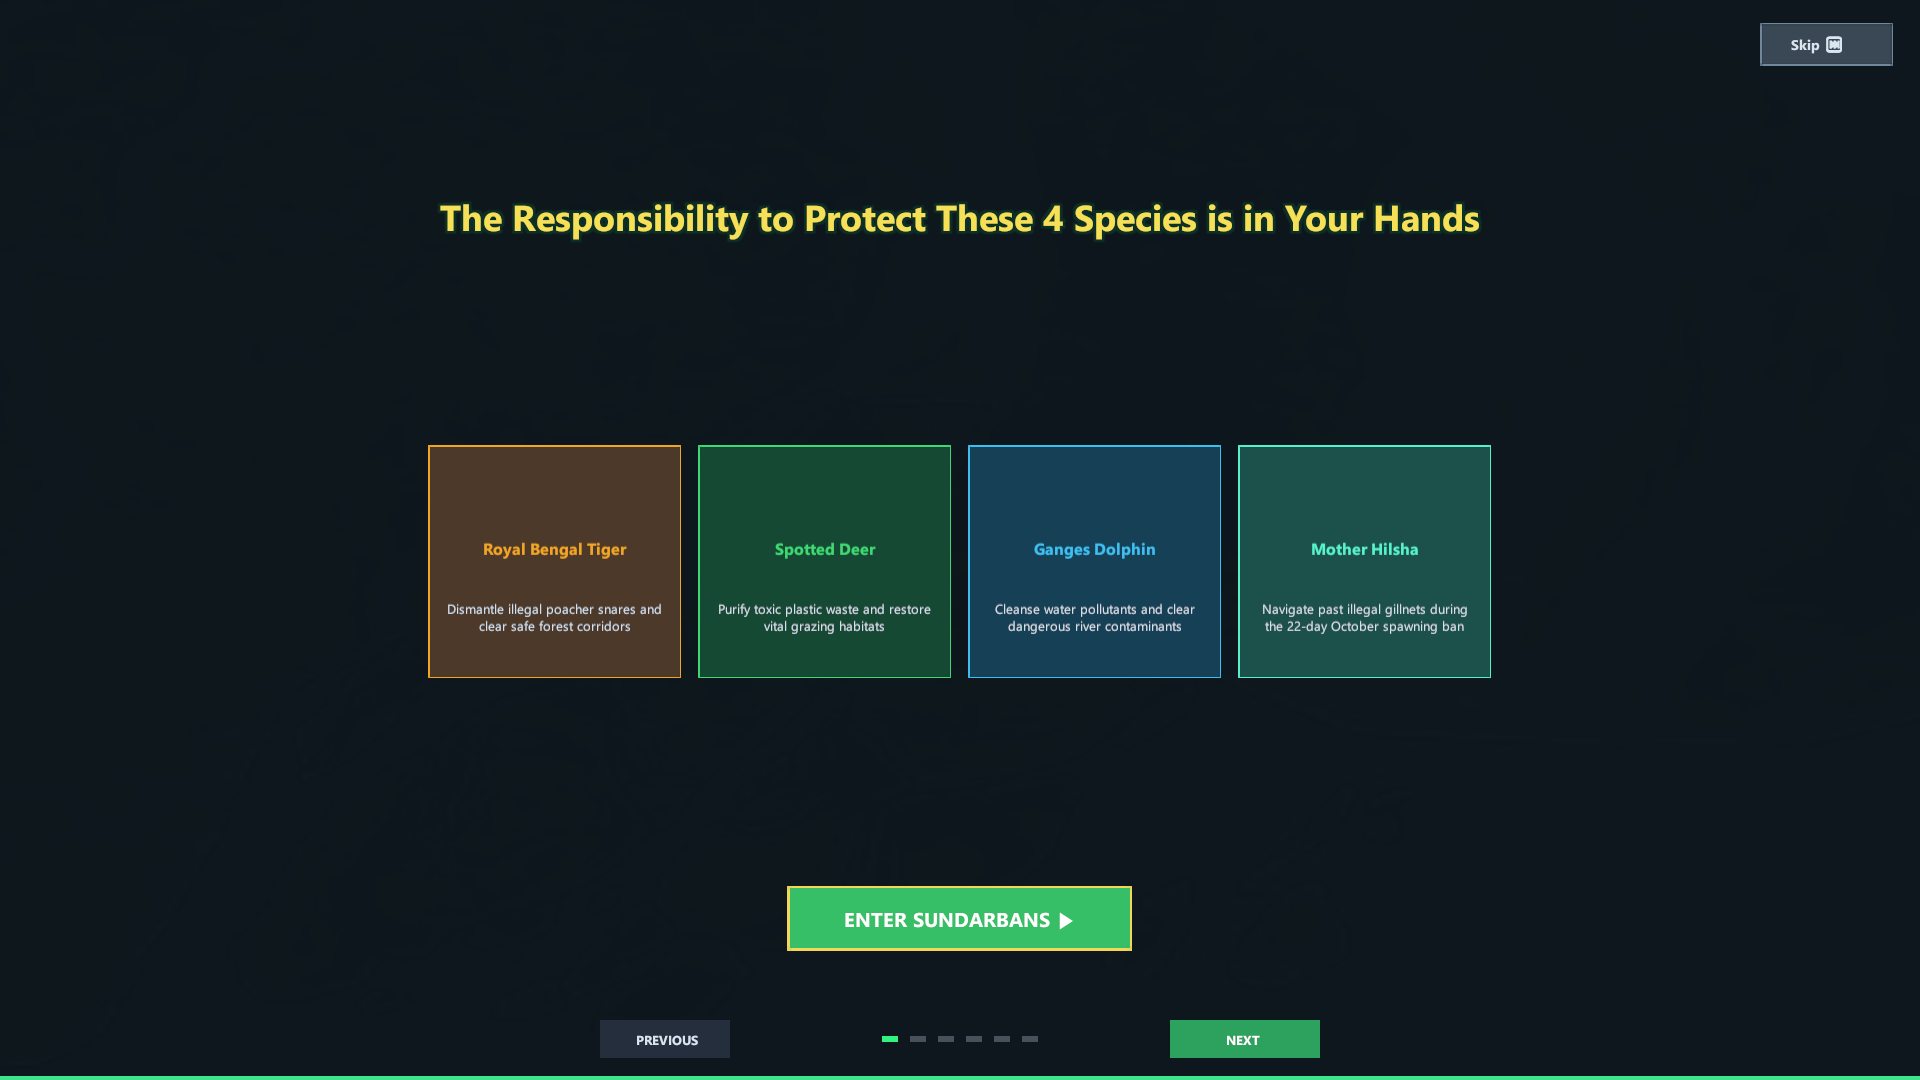 Skip
The Responsibility to Protect These 4 Species is in Your Hands
Royal Bengal Tiger
Dismantle illegal poacher snares and
clear safe forest corridors
Spotted Deer
Purify toxic plastic waste and restore
vital grazing habitats
Ganges Dolphin
Cleanse water pollutants and clear
dangerous river contaminants
Mother Hilsha
Navigate past illegal gillnets during
the 22-day October spawning ban
ENTER SUNDARBANS ▶
PREVIOUS
NEXT